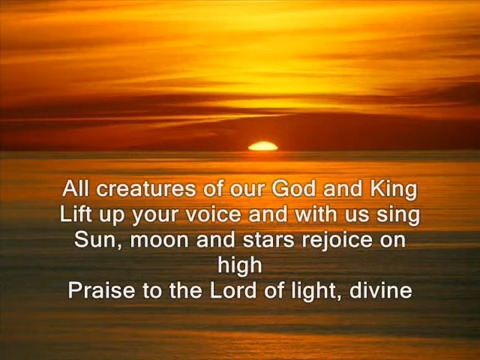 All creatures of our God and King
Lift up your voice and with us sing
Sun, moon and stars rejoice on
high
Praise to the Lord of light, divine